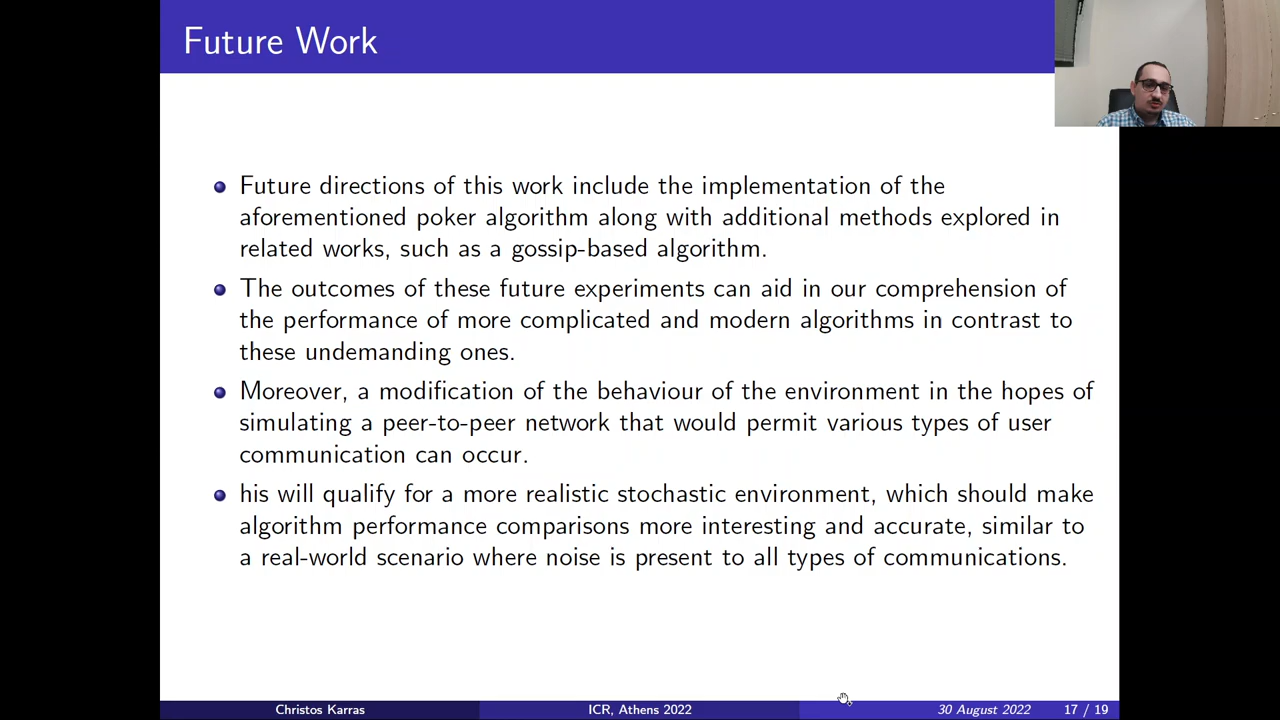 Future Work
Future directions of this work include the implementation of the
aforementioned poker algorithm along with additional methods explored in
related works, such as a gossip-based algorithm.
The outcomes of these future experiments can aid in our comprehension of
the performance of more complicated and modern algorithms in contrast to
these undemanding ones.
Moreover, a modification of the behaviour of the environment in the hopes of
simulating a peer-to-peer network that would permit various types of user
communication can occur.
his will qualify for a more realistic stochastic environment, which should make
algorithm performance comparisons more interesting and accurate, similar to
a real-world scenario where noise is present to all types of communications.
Christos Karras
ICR, Athens 2022
30 August 2022
17 / 19